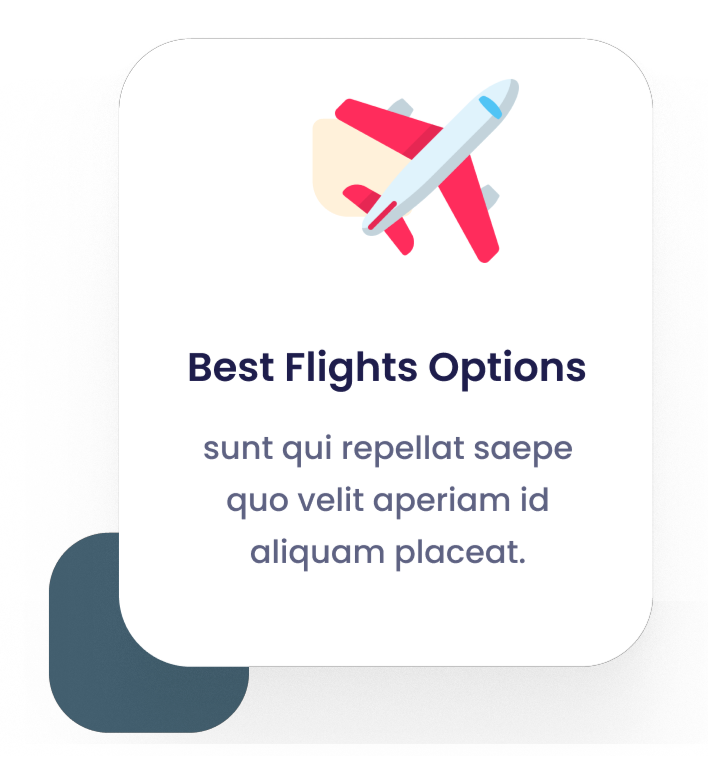 Best Flights Options
sunt qui repellat saepe
quo velit aperiam id
aliquam placeat.